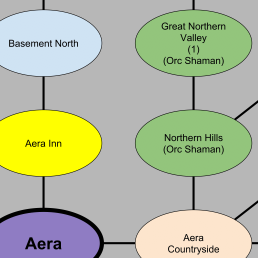 Basement North
Great Northern
Valley
(1)
(Orc Shaman)
Aera Inn
Northern Hills
(Orc Shaman)
Aera
Aera
Countryside